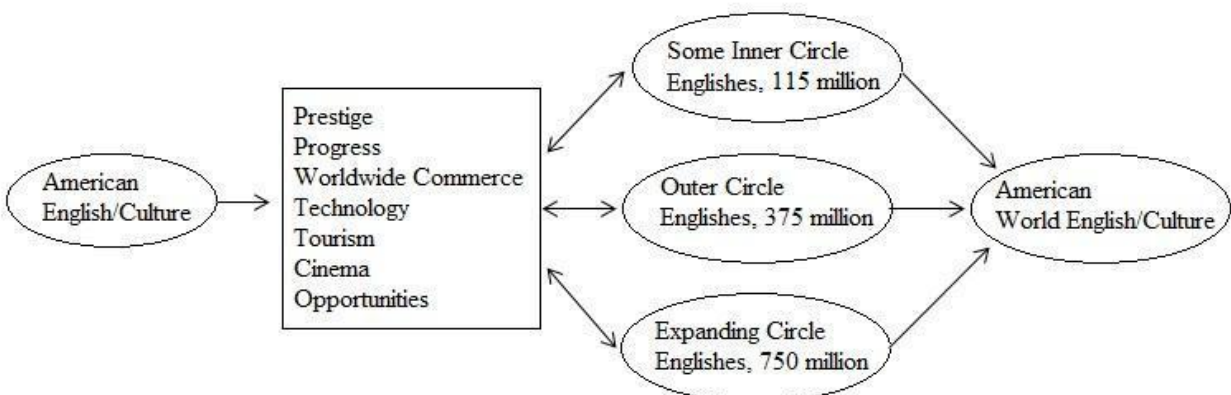 American
English/Culture
Prestige
Progress
Worldwide Commerce
Technology
Tourism
Cinema
Opportunities
Some Inner Circle
Englishes, 115 million
Outer Circle
Englishes, 375 million
Expanding Circle
Englishes, 750 million
American
World English/Culture